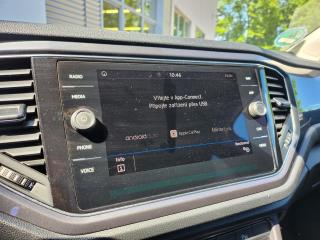 RADIO
MEDIA
PHONE
VOICE
10:46
Vítejte v App-Connect.
Připojte zařízení přes USB.
android auto
Apple CarPlay
MirrorLink
Info
CAR